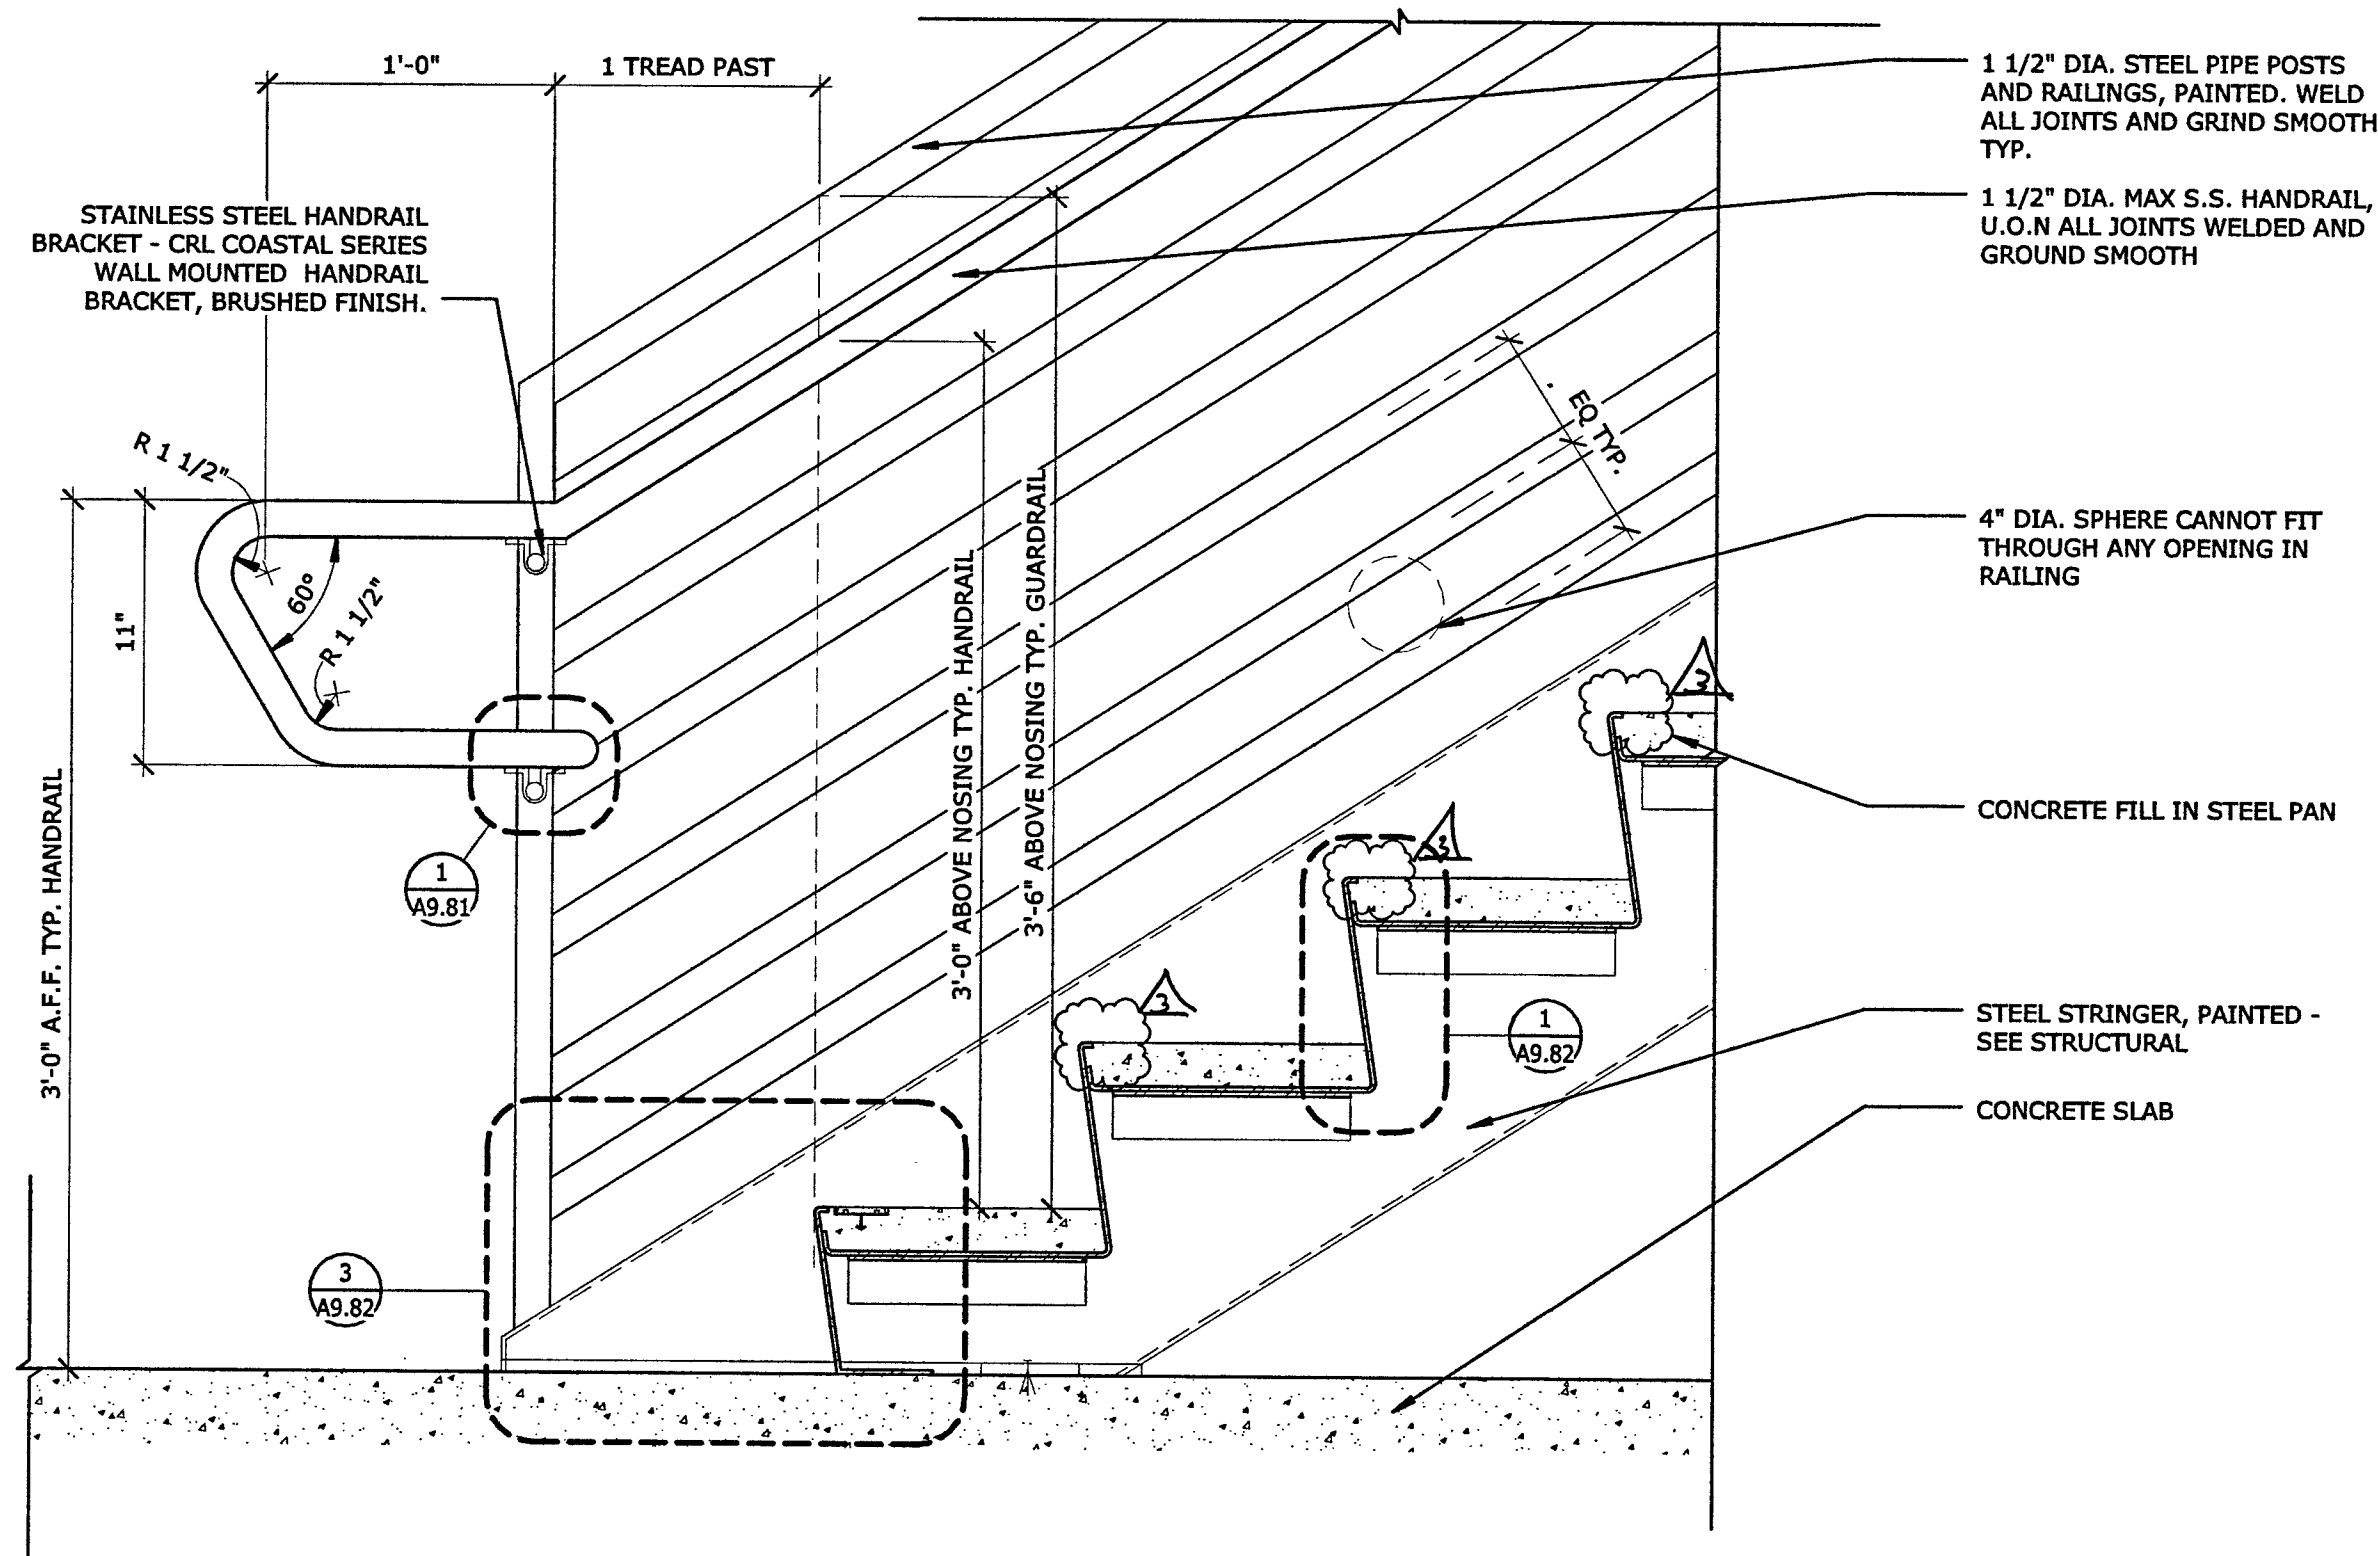 1'-0"
1 TREAD PAST
1 1/2" DIA. STEEL PIPE POSTS
AND RAILINGS, PAINTED. WELD
ALL JOINTS AND GRIND SMOOTH
TYP.
1 1/2" DIA. MAX S.S. HANDRAIL,
U.O.N ALL JOINTS WELDED AND
GROUND SMOOTH
STAINLESS STEEL HANDRAIL
BRACKET - CRL COASTAL SERIES
WALL MOUNTED HANDRAIL
BRACKET, BRUSHED FINISH.
R 1 1/2"
60°
R 1 1/2"
11"
3'-0" A.F.F. TYP. HANDRAIL
3'-0" ABOVE NOSING TYP. HANDRAIL
3'-6" ABOVE NOSING TYP. GUARDRAIL
EQ TYP.
4" DIA. SPHERE CANNOT FIT
THROUGH ANY OPENING IN
RAILING
3
CONCRETE FILL IN STEEL PAN
3
1
A9.81
3
1
A9.82
STEEL STRINGER, PAINTED -
SEE STRUCTURAL
CONCRETE SLAB
3
A9.82